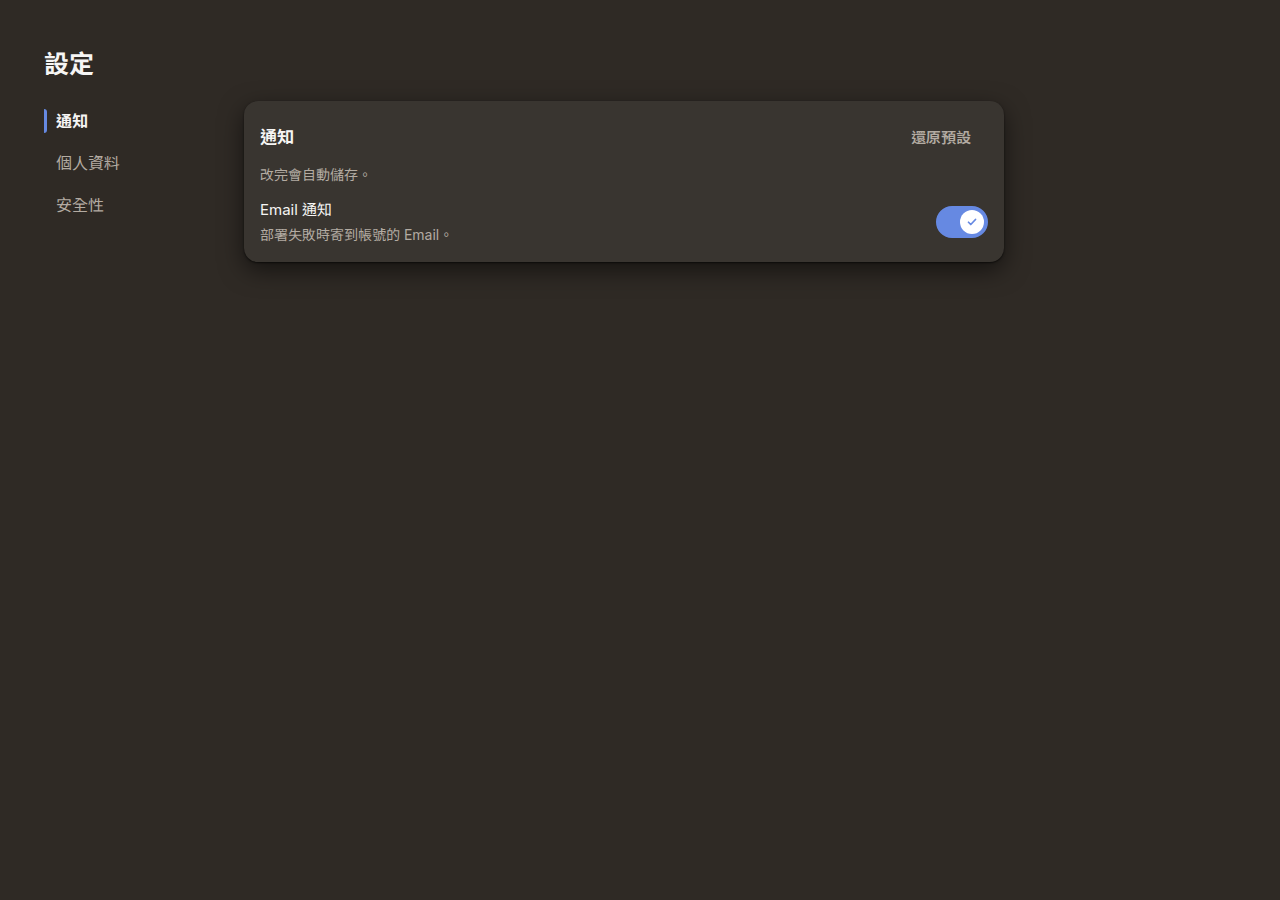 設定
通知
個人資料
安全性
通知
還原預設
改完會自動儲存。
Email 通知
部署失敗時寄到帳號的 Email。